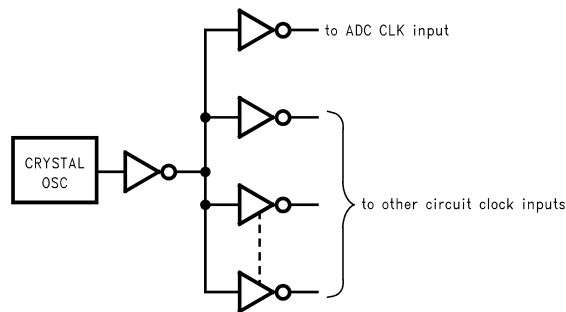 to ADC CLK input
CRYSTAL
OSC
to other circuit clock inputs